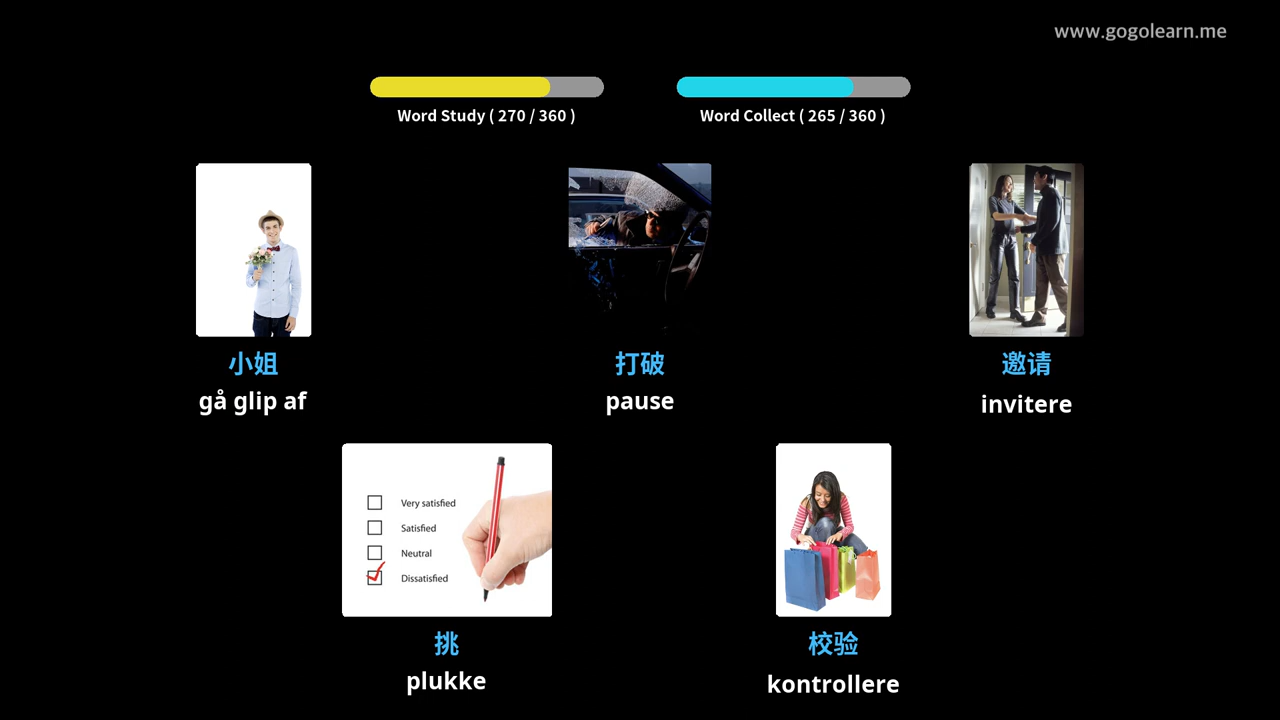 www.gogolearn.me
Word Study ( 270 / 360 )
Word Collect ( 265 / 360 )
小姐
gå glip af
打破
pause
邀请
invitere
Very satisfied
Satisfied
Neutral
Dissatisfied
挑
plukke
校验
kontrollere